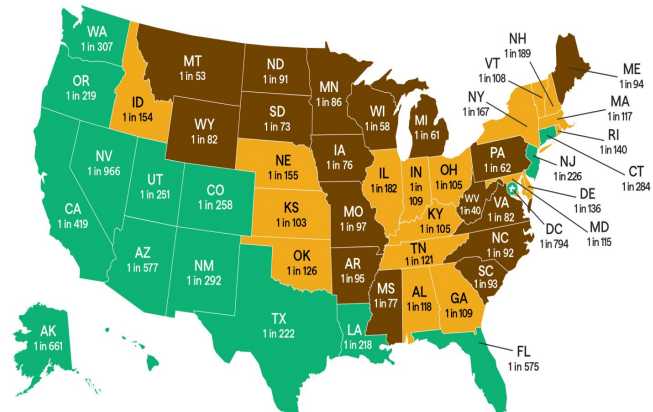 WA
1 in 307
OR
1 in 219
CA
1 in 419
NV
1 in 966
ID
1 in 154
MT
1 in 53
WY
1 in 82
UT
1 in 251
CO
1 in 258
AZ
1 in 577
NM
1 in 292
ND
1 in 91
SD
1 in 73
NE
1 in 155
KS
1 in 103
OK
1 in 126
TX
1 in 222
MN
1 in 86
IA
1 in 76
MO
1 in 97
AR
1 in 95
LA
1 in 218
WI
1 in 58
IL
1 in 182
MI
1 in 61
IN
1 in
109
OH
1 in 105
KY
1 in 105
TN
1 in 121
MS
1 in 77
AL
1 in 118
GA
1 in 109
FL
1 in 575
SC
1 in 93
NC
1 in 92
VA
1 in 82
WV
1 in 40
PA
1 in 62
NY
1 in 167
VT
1 in 108
NH
1 in 189
ME
1 in 94
MA
1 in 117
RI
1 in 140
CT
1 in 284
NJ
1 in 226
DE
1 in 136
MD
1 in 115
DC
1 in 794
AK
1 in 661